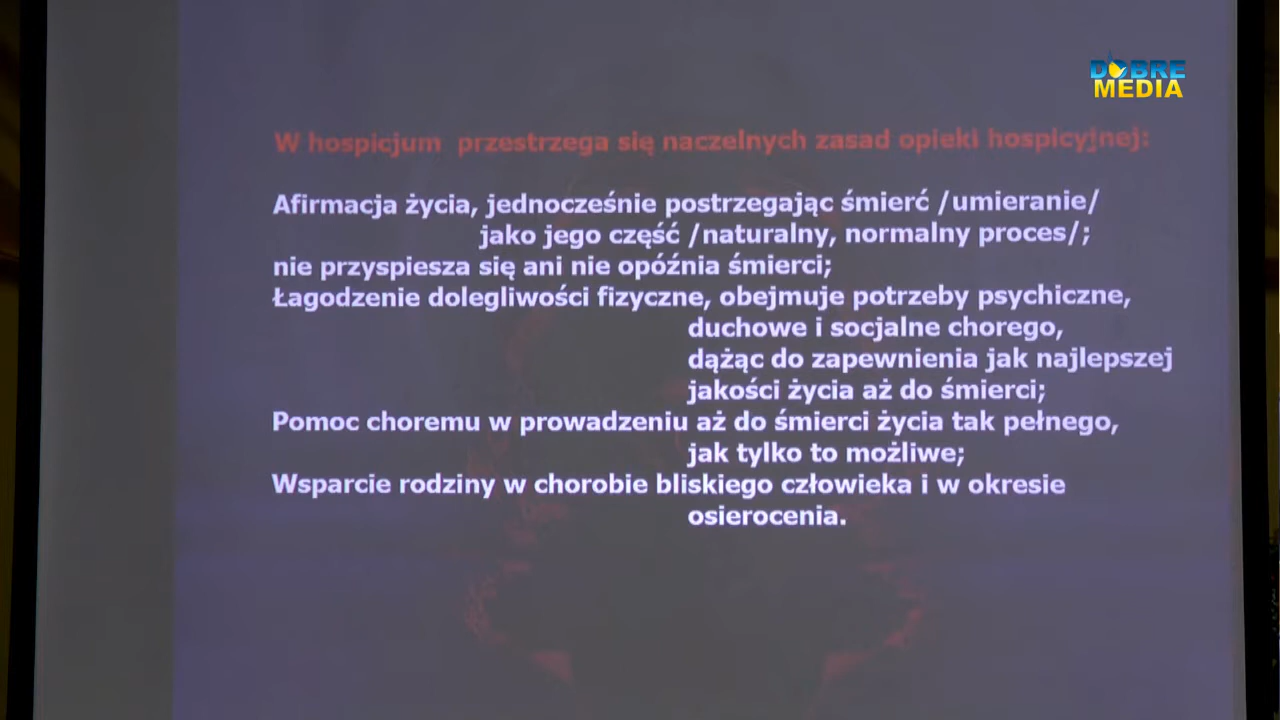 DOBRE
MEDIA
W hospicjum przestrzega się naczelnych zasad opieki hospicyjnej:
Afirmacja życia, jednocześnie postrzegając śmierć /umieranie/
jako jego część /naturalny, normalny proces/;
nie przyspiesza się ani nie opóźnia śmierci;
Łagodzenie dolegliwości fizyczne, obejmuje potrzeby psychiczne,
duchowe i socjalne chorego,
dążąc do zapewnienia jak najlepszej
jakości życia aż do śmierci;
Pomoc choremu w prowadzeniu aż do śmierci życia tak pełnego,
jak tylko to możliwe;
Wsparcie rodziny w chorobie bliskiego człowieka i w okresie
osierocenia.